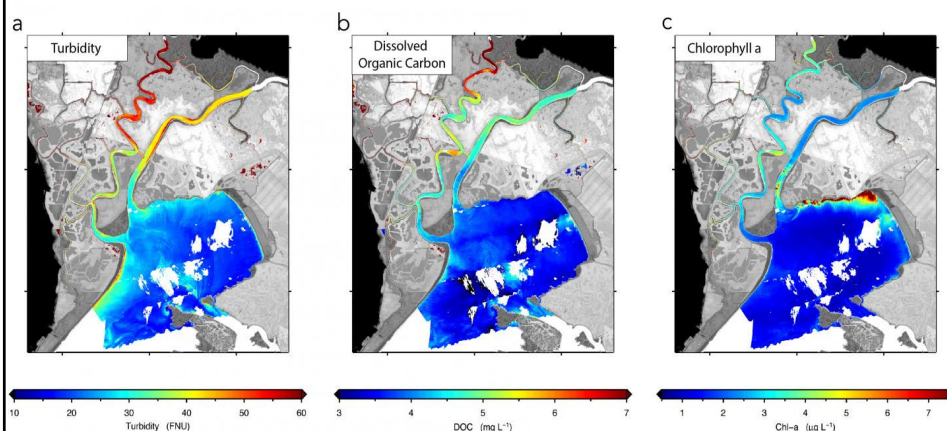 a
Turbidity
b
Dissolved
Organic Carbon
c
Chlorophyll a
10 20 30 40 50 60
Turbidity (FNU)
3 4 5 6 7
DOC (mg L⁻¹)
1 2 3 4 5 6 7
Chl-a (µg L⁻¹)